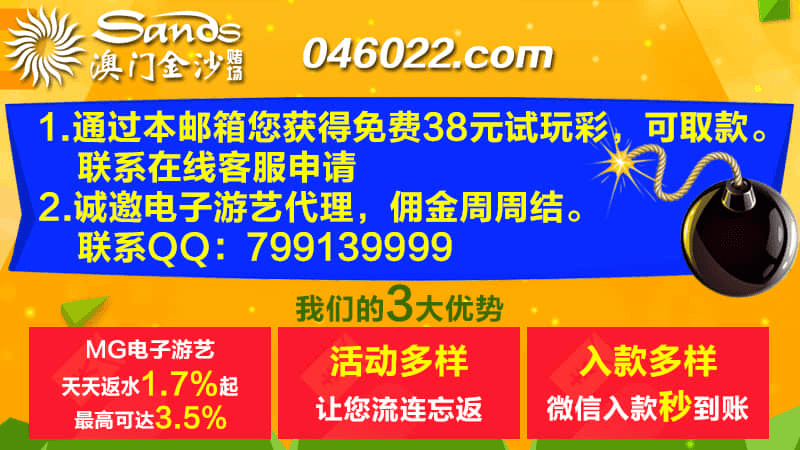 Sands
澳门金沙赌场
046022.com
1.通过本邮箱您获得免费38元试玩彩，可取款。
联系在线客服申请
2.诚邀电子游艺代理，佣金周周结。
联系QQ：799139999
我们的3大优势
MG电子游艺
天天返水1.7%起
最高可达3.5%
活动多样
让您流连忘返
入款多样
微信入款秒到账